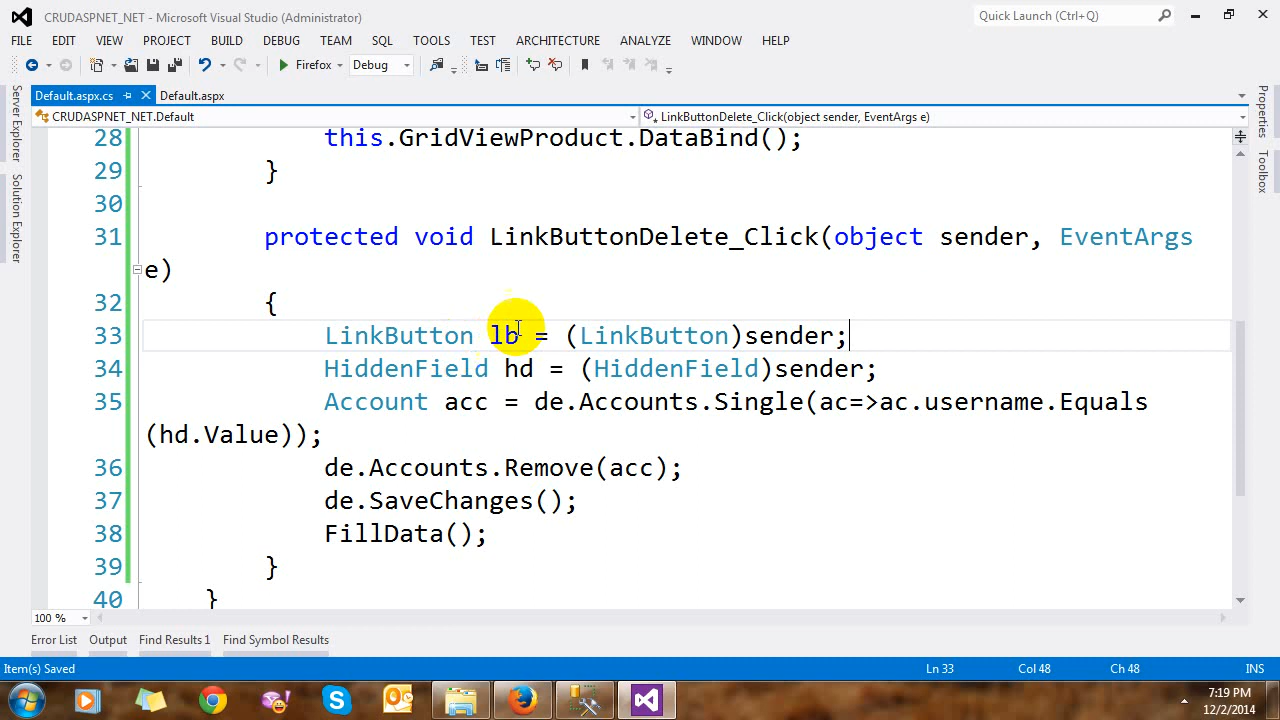 CRUDASPNET_NET - Microsoft Visual Studio (Administrator)
Quick Launch (Ctrl+Q)
FILE EDIT VIEW PROJECT BUILD DEBUG TEAM SQL TOOLS TEST ARCHITECTURE ANALYZE WINDOW HELP
Firefox Debug
Default.aspx.cs Default.aspx
CRUDASPNET_NET.Default LinkButtonDelete_Click(object sender, EventArgs e)
Server Explorer
Solution Explorer
Properties
Toolbox
28 this.GridViewProduct.DataBind();
29 }
30
31 protected void LinkButtonDelete_Click(object sender, EventArgs
e)
32 {
33 LinkButton lb = (LinkButton)sender;
34 HiddenField hd = (HiddenField)sender;
35 Account acc = de.Accounts.Single(ac=>ac.username.Equals
(hd.Value));
36 de.Accounts.Remove(acc);
37 de.SaveChanges();
38 FillData();
39 }
40 }
100 %
Error List Output Find Results 1 Find Symbol Results
Item(s) Saved Ln 33 Col 48 Ch 48 INS
7:19 PM
12/2/2014